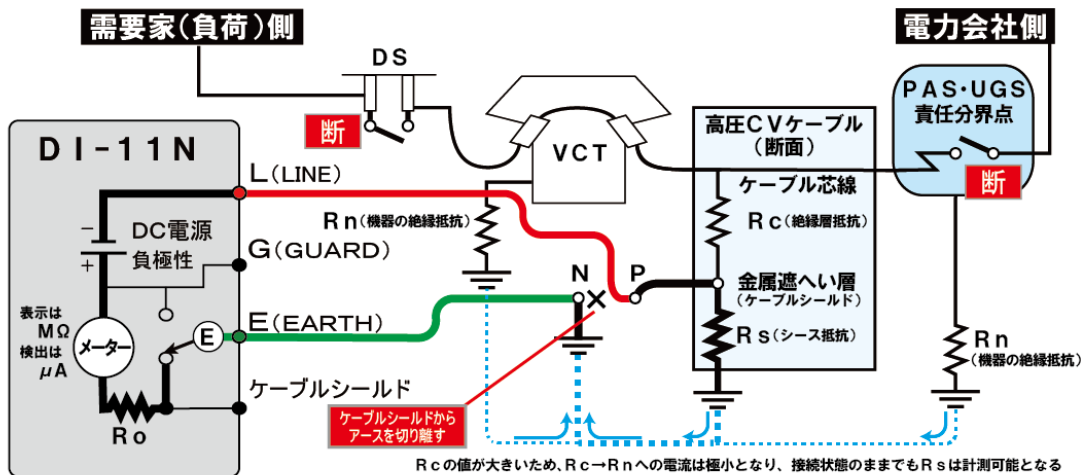 需要家(負荷)側
電力会社側
DS
断
PAS・UGS
責任分界点
断
DI-11N
L(LINE)
VCT
高圧CVケーブル
(断面)
ケーブル芯線
Rn(機器の絶縁抵抗)
Rc(絶縁層抵抗)
−
DC電源
+
負極性
G(GUARD)
N
P
金属遮へい層
(ケーブルシールド)
表示は
MΩ
検出は
μA
メーター
E
E(EARTH)
Rs(シース抵抗)
Rn
(機器の絶縁抵抗)
ケーブルシールド
Ro
ケーブルシールドから
アースを切り離す
Rcの値が大きいため、Rc→Rnへの電流は極小となり、接続状態のままでもRsは計測可能となる